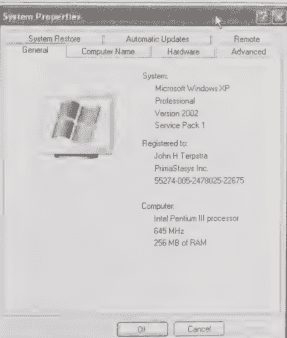 System Properties
System Restore Automatic Updates Remote
General Computer Name Hardware Advanced
System:
Microsoft Windows XP
Professional
Version 2002
Service Pack 1
Registered to:
John H Terpstra
PrimaStasys Inc.
55274-005-2478025-22675
Computer:
Intel Pentium III processor
645 MHz
256 MB of RAM
OK Cancel